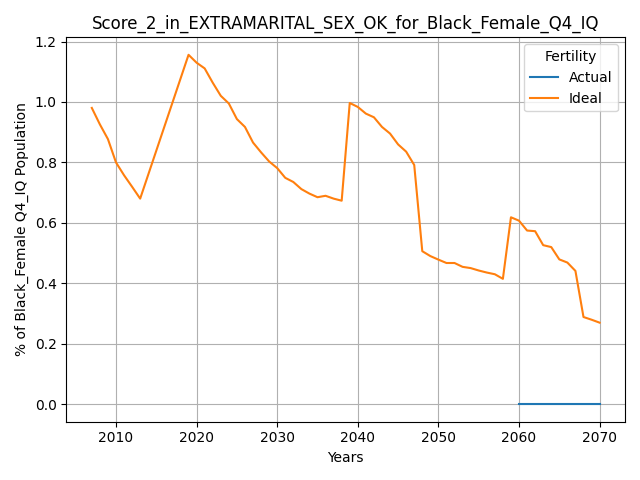 Score_2_in_EXTRAMARITAL_SEX_OK_for_Black_Female_Q4_IQ
Fertility
Actual
Ideal
% of Black_Female Q4_IQ Population
1.2
1.0
0.8
0.6
0.4
0.2
0.0
2010 2020 2030 2040 2050 2060 2070
Years